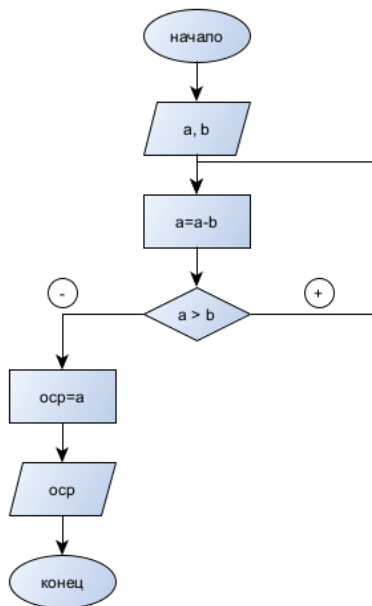 начало
a, b
a=a-b
-
a > b
+
оср=a
оср
конец